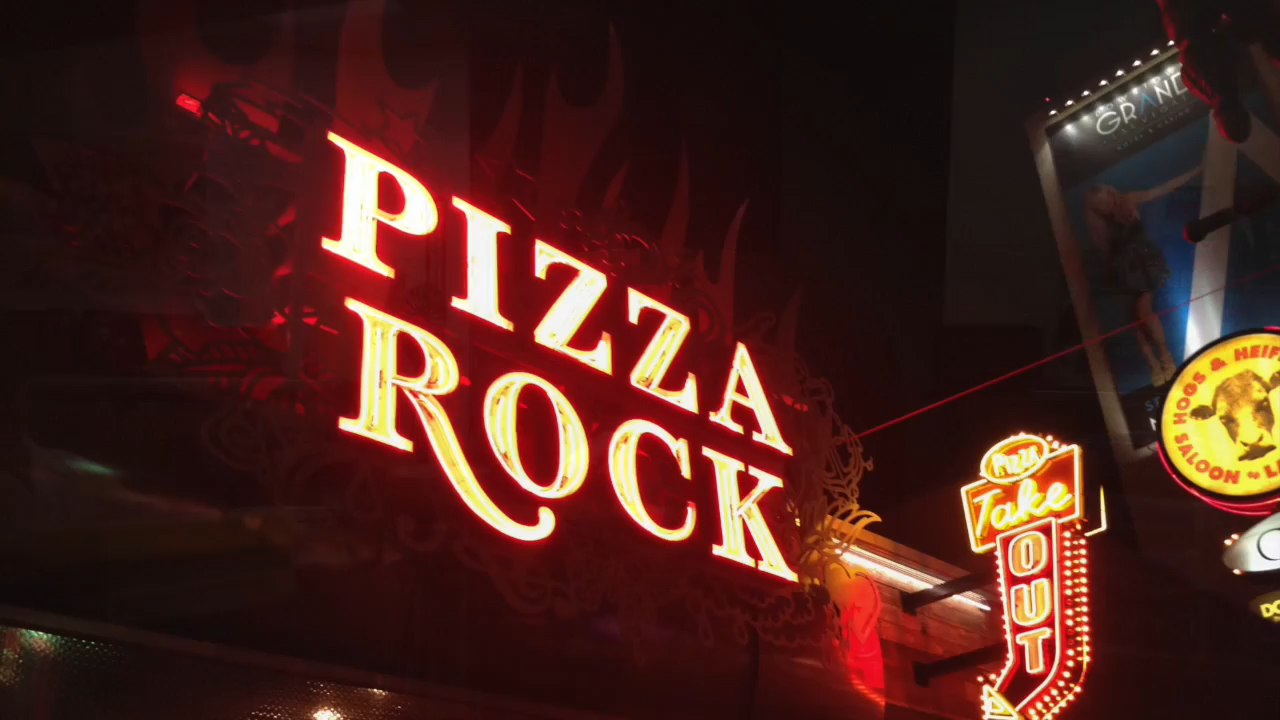 PIZZA
ROCK
GRAND
PIZZA
Take
OUT
HOGS & HEIF
SALOON